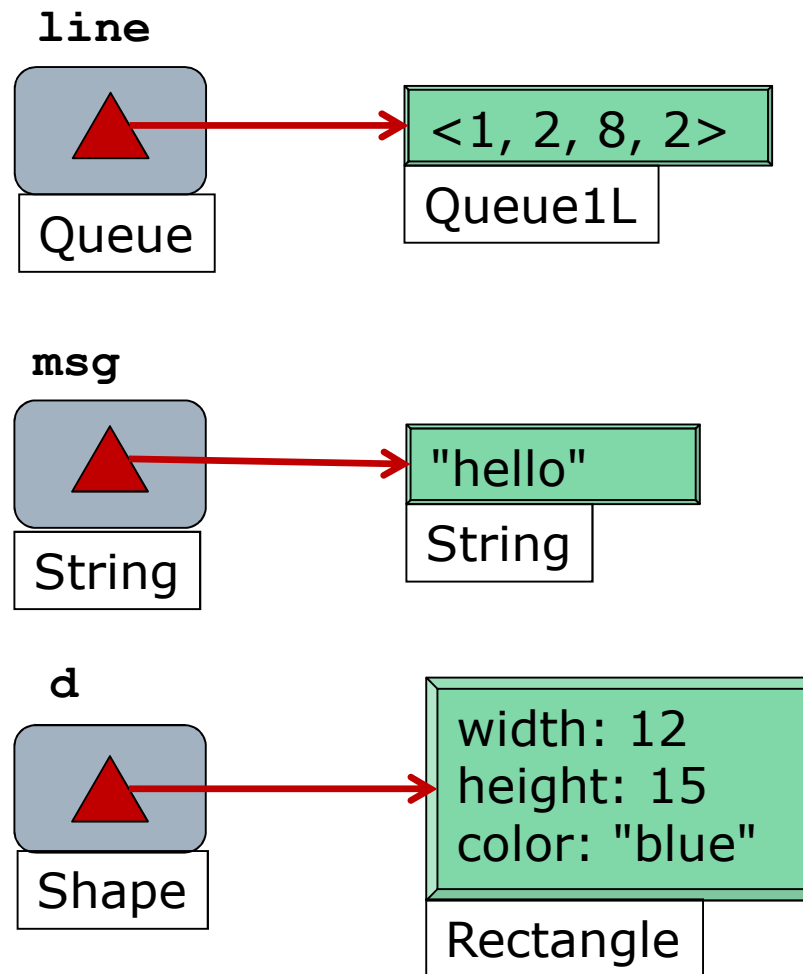 line
<1, 2, 8, 2>
Queue
Queue1L
msg
"hello"
String
String
d
width: 12
height: 15
color: "blue"
Shape
Rectangle